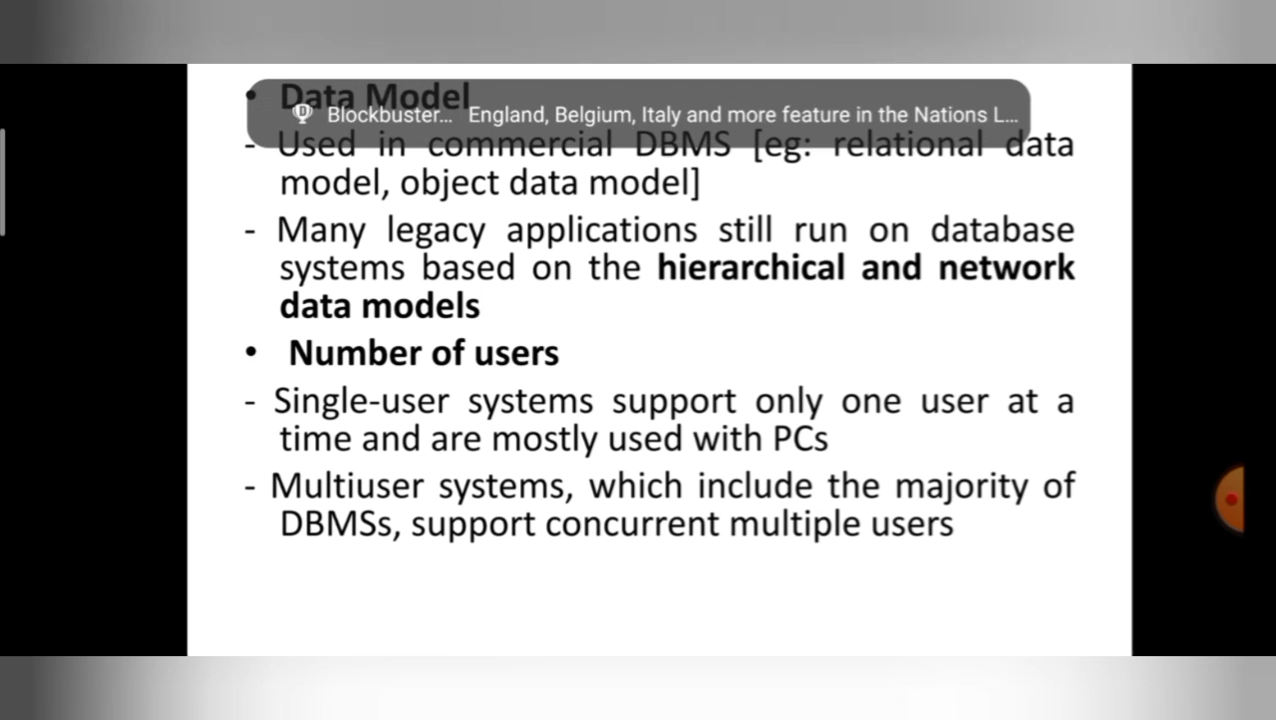 • Data Model
Blockbuster... England, Belgium, Italy and more feature in the Nations L...
- Used in commercial DBMS [eg: relational data
model, object data model]
- Many legacy applications still run on database
systems based on the hierarchical and network
data models
• Number of users
- Single-user systems support only one user at a
time and are mostly used with PCs
- Multiuser systems, which include the majority of
DBMSs, support concurrent multiple users